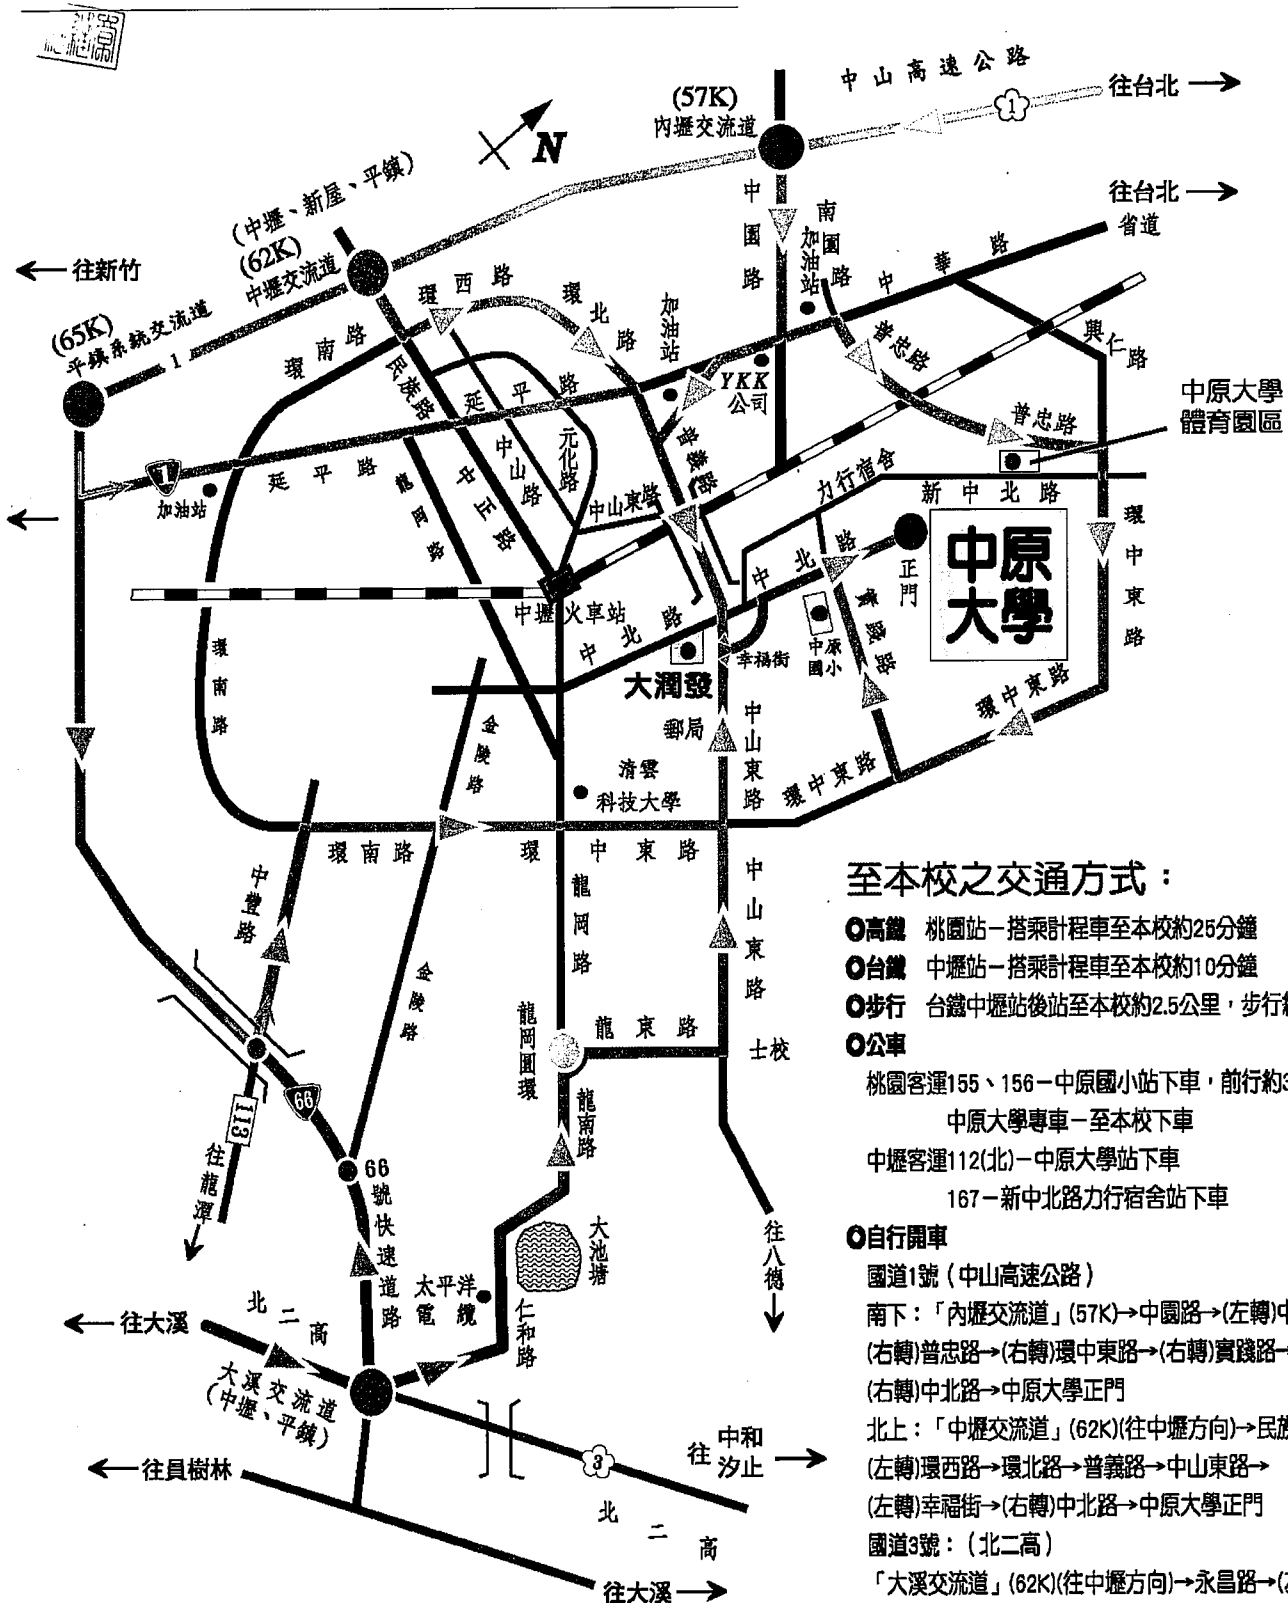 中山高速公路
1
往台北
(57K)
內壢交流道
N
往台北
省道
(中壢、新屋、平鎮)
(62K)
中壢交流道
往新竹
(65K)
平鎮系統交流道
1
中園路
南園路
加油站
中華路
環西路
環北路
加油站
環南路
民族路
延平路
YKK
公司
普忠路
興仁路
中原大學
體育園區
普忠路
元化路
中山路
中正路
普義路
力行宿舍
新中北路
1
加油站
延平路
龍岡路
中山東路
中北路
正門
中原
大學
環中東路
中壢火車站
中北路
大潤發
幸福街
中原
國小
實踐路
環南路
金陵路
郵局
中山東路
環中東路
清雲
科技大學
環中東路
環南路
環中東路
中豐路
龍岡路
中山東路
金陵路
龍岡圓環
龍東路
士校
66
113
往龍潭
龍南路
66號快速道路
大池塘
往八德
太平洋
電纜
仁和路
往大溪
北二高
大溪交流道
(中壢、平鎮)
往員樹林
3
往中和
汐止
北二高
往大溪
至本校之交通方式：
高鐵 桃園站－搭乘計程車至本校約25分鐘
台鐵 中壢站－搭乘計程車至本校約10分鐘
步行 台鐵中壢站後站至本校約2.5公里，步行
公車
桃園客運155、156－中原國小站下車，前行約3
中原大學專車－至本校下車
中壢客運112(北)－中原大學站下車
167－新中北路力行宿舍站下車
自行開車
國道1號（中山高速公路）
南下：「內壢交流道」(57K)→中園路→(左轉)中
(右轉)普忠路→(右轉)環中東路→(右轉)實踐路→
(右轉)中北路→中原大學正門
北上：「中壢交流道」(62K)(往中壢方向)→民族
(左轉)環西路→環北路→普義路→中山東路→
(左轉)幸福街→(右轉)中北路→中原大學正門
國道3號：（北二高）
「大溪交流道」(62K)(往中壢方向)→永昌路→